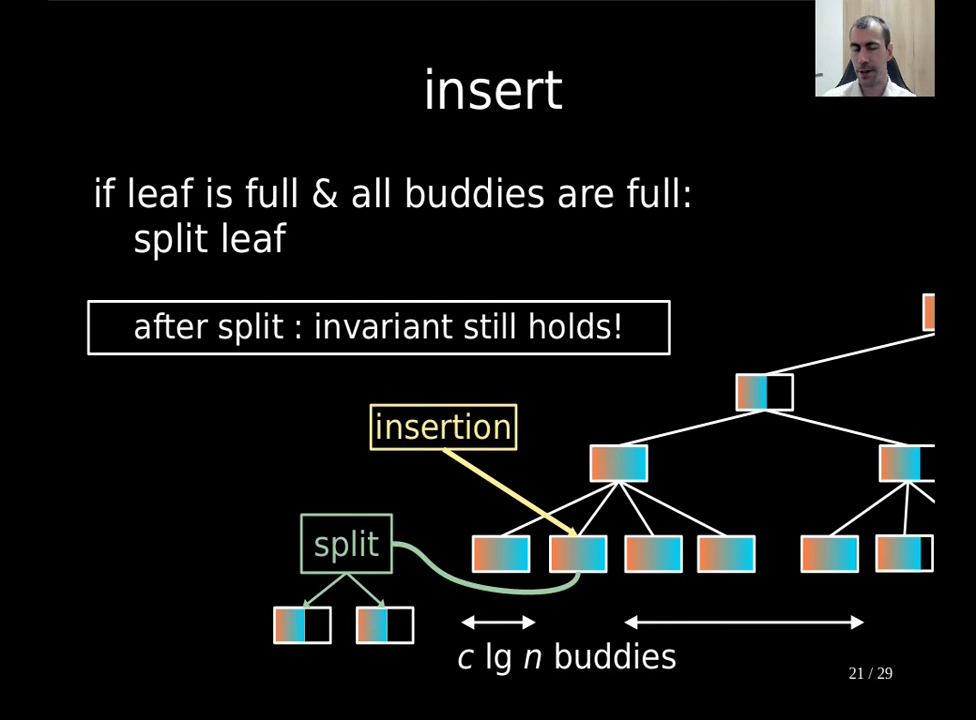 insert
if leaf is full & all buddies are full:
split leaf
after split : invariant still holds!
insertion
split
c lg n buddies
21 / 29